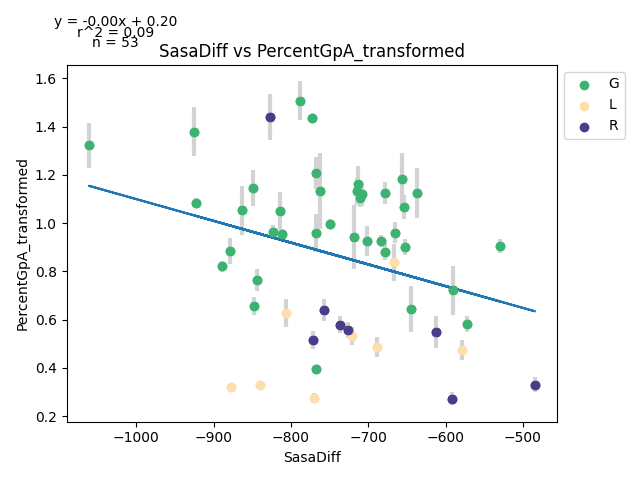 y = -0.00x + 0.20
r^2 = 0.09
n = 53
SasaDiff vs PercentGpA_transformed
1.6
1.4
1.2
1.0
0.8
0.6
0.4
0.2
PercentGpA_transformed
-1000
-900
-800
-700
-600
-500
SasaDiff
G
L
R